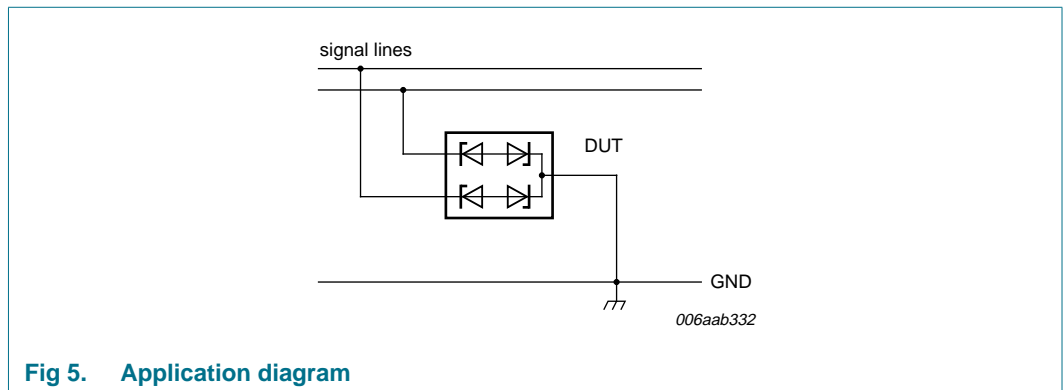 signal lines
DUT
GND
006aab332
Fig 5. Application diagram